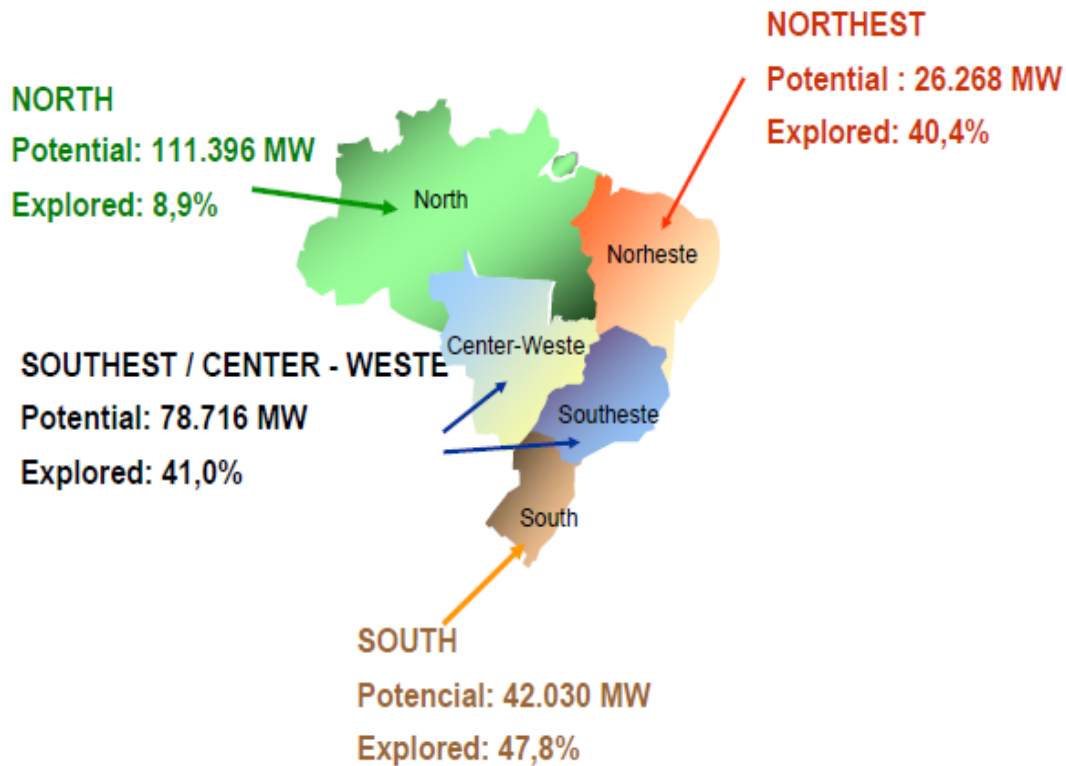 NORTHEST
Potential : 26.268 MW
Explored: 40,4%
NORTH
Potential: 111.396 MW
Explored: 8,9%
North
Norheste
Center-Weste
SOUTHEST / CENTER - WESTE
Potential: 78.716 MW
Explored: 41,0%
Southeste
South
SOUTH
Potencial: 42.030 MW
Explored: 47,8%